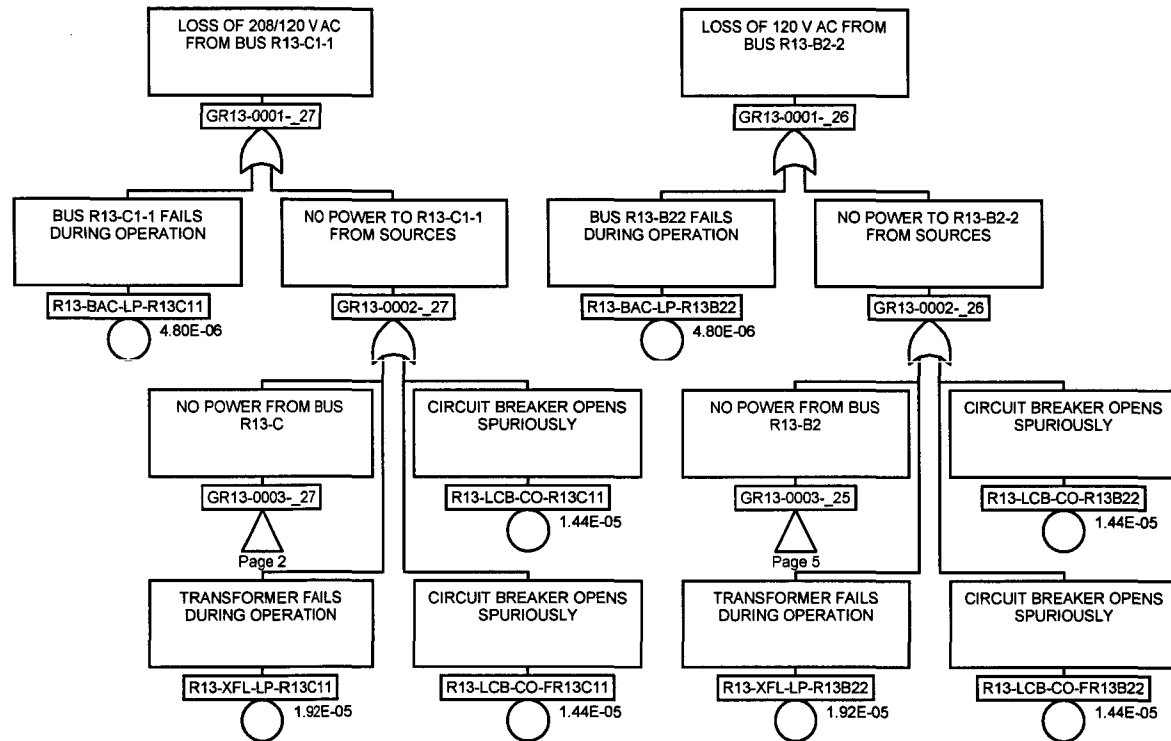 LOSS OF 208/120 V AC
FROM BUS R13-C1-1
GR13-0001-_27
BUS R13-C1-1 FAILS
DURING OPERATION
R13-BAC-LP-R13C11
4.80E-06
NO POWER TO R13-C1-1
FROM SOURCES
GR13-0002-_27
NO POWER FROM BUS
R13-C
GR13-0003-_27
Page 2
CIRCUIT BREAKER OPENS
SPURIOUSLY
R13-LCB-CO-R13C11
1.44E-05
TRANSFORMER FAILS
DURING OPERATION
R13-XFL-LP-R13C11
1.92E-05
CIRCUIT BREAKER OPENS
SPURIOUSLY
R13-LCB-CO-FR13C11
1.44E-05
LOSS OF 120 V AC FROM
BUS R13-B2-2
GR13-0001-_26
BUS R13-B22 FAILS
DURING OPERATION
R13-BAC-LP-R13B22
4.80E-06
NO POWER TO R13-B2-2
FROM SOURCES
GR13-0002-_26
NO POWER FROM BUS
R13-B2
GR13-0003-_25
Page 5
CIRCUIT BREAKER OPENS
SPURIOUSLY
R13-LCB-CO-R13B22
1.44E-05
TRANSFORMER FAILS
DURING OPERATION
R13-XFL-LP-R13B22
1.92E-05
CIRCUIT BREAKER OPENS
SPURIOUSLY
R13-LCB-CO-FR13B22
1.44E-05